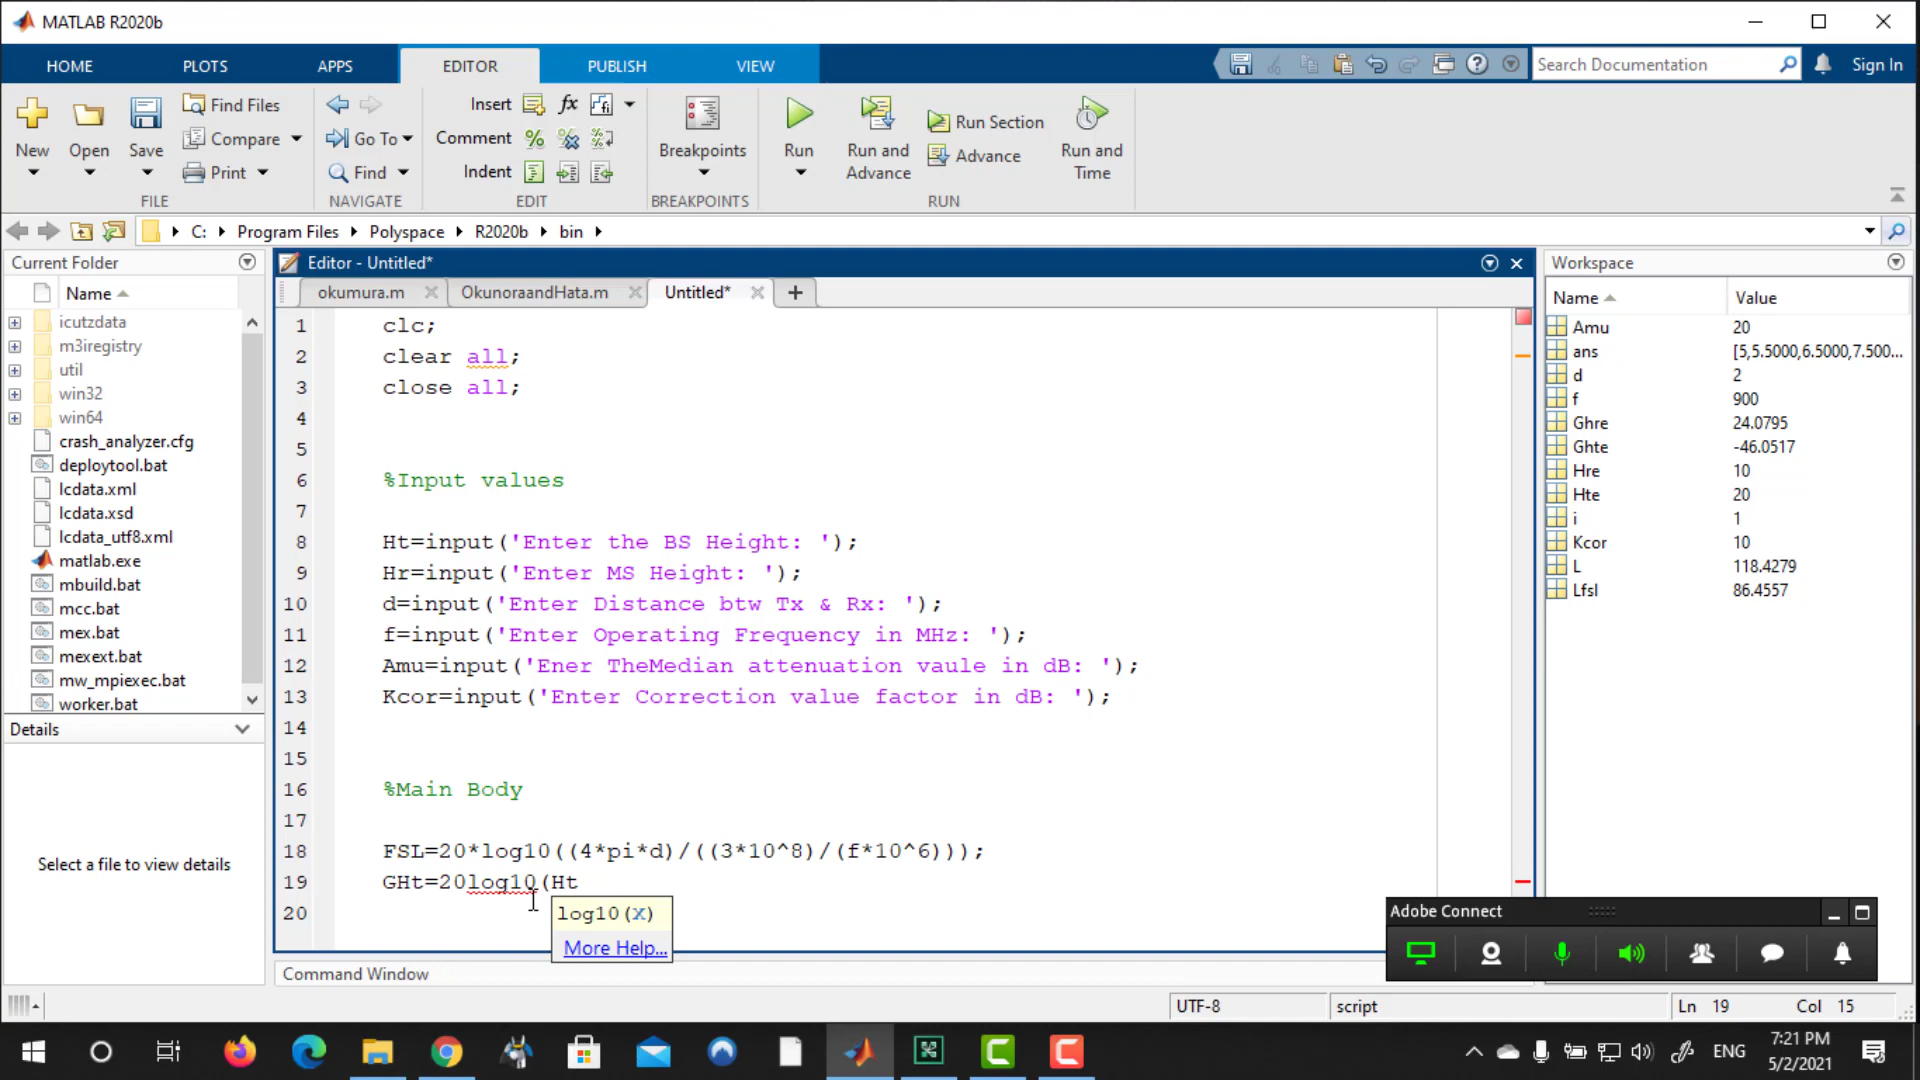 MATLAB R2020b
HOME PLOTS APPS EDITOR PUBLISH VIEW
Search Documentation
Sign In
New
Open
Save
Find Files
Compare
Print
FILE
Go To
Find
NAVIGATE
Insert
Comment
Indent
EDIT
fx
Breakpoints
BREAKPOINTS
Run
Run and Advance
Run Section
Advance
Run and Time
RUN
C: Program Files Polyspace R2020b bin
Current Folder
Name
icutzdata
m3iregistry
util
win32
win64
crash_analyzer.cfg
deploytool.bat
lcdata.xml
lcdata.xsd
lcdata_utf8.xml
matlab.exe
mbuild.bat
mcc.bat
mex.bat
mexext.bat
mw_mpiexec.bat
worker.bat
Details
Select a file to view details
Editor - Untitled*
okumura.m OkunoraandHata.m Untitled*
1 clc;
2 clear all;
3 close all;
4
5
6 %Input values
7
8 Ht=input('Enter the BS Height: ');
9 Hr=input('Enter MS Height: ');
10 d=input('Enter Distance btw Tx & Rx: ');
11 f=input('Enter Operating Frequency in MHz: ');
12 Amu=input('Ener TheMedian attenuation vaule in dB: ');
13 Kcor=input('Enter Correction value factor in dB: ');
14
15
16 %Main Body
17
18 FSL=20*log10((4*pi*d)/((3*10^8)/(f*10^6)));
19 GHt=20log10(Ht
20
log10(x)
More Help...
Command Window
Workspace
Name Value
Amu 20
ans [5,5.5000,6.5000,7.500...
d 2
f 900
Ghre 24.0795
Ghte -46.0517
Hre 10
Hte 20
i 1
Kcor 10
L 118.4279
Lfsl 86.4557
Adobe Connect
UTF-8 script Ln 19 Col 15
ENG
7:21 PM
5/2/2021